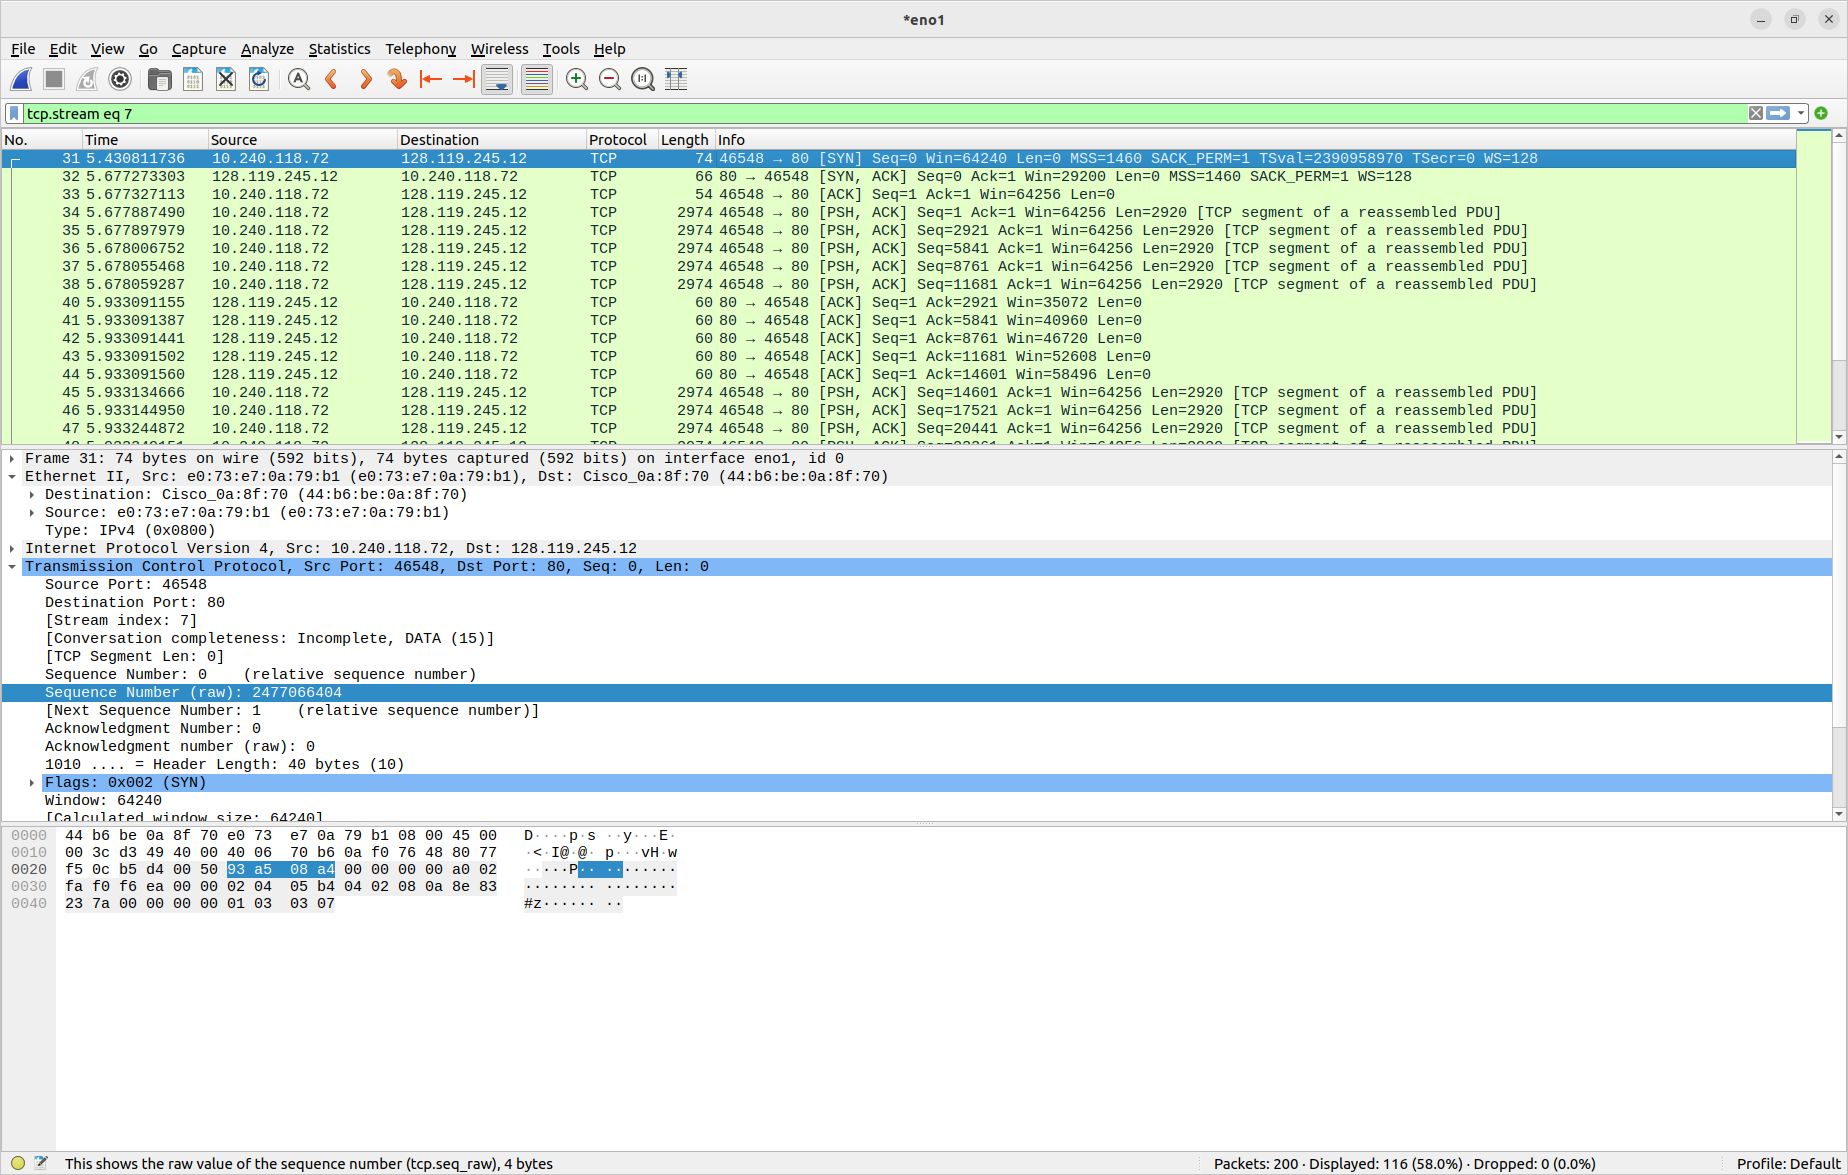 *eno1
File Edit View Go Capture Analyze Statistics Telephony Wireless Tools Help
tcp.stream eq 7
No. Time Source Destination Protocol Length Info
31 5.430811736 10.240.118.72 128.119.245.12 TCP 74 46548 → 80 [SYN] Seq=0 Win=64240 Len=0 MSS=1460 SACK_PERM=1 TSval=2390958970 TSecr=0 WS=128
32 5.677273303 128.119.245.12 10.240.118.72 TCP 66 80 → 46548 [SYN, ACK] Seq=0 Ack=1 Win=29200 Len=0 MSS=1460 SACK_PERM=1 WS=128
33 5.677327113 10.240.118.72 128.119.245.12 TCP 54 46548 → 80 [ACK] Seq=1 Ack=1 Win=64256 Len=0
34 5.677887490 10.240.118.72 128.119.245.12 TCP 2974 46548 → 80 [PSH, ACK] Seq=1 Ack=1 Win=64256 Len=2920 [TCP segment of a reassembled PDU]
35 5.677897979 10.240.118.72 128.119.245.12 TCP 2974 46548 → 80 [PSH, ACK] Seq=2921 Ack=1 Win=64256 Len=2920 [TCP segment of a reassembled PDU]
36 5.678006752 10.240.118.72 128.119.245.12 TCP 2974 46548 → 80 [PSH, ACK] Seq=5841 Ack=1 Win=64256 Len=2920 [TCP segment of a reassembled PDU]
37 5.678055468 10.240.118.72 128.119.245.12 TCP 2974 46548 → 80 [PSH, ACK] Seq=8761 Ack=1 Win=64256 Len=2920 [TCP segment of a reassembled PDU]
38 5.678059287 10.240.118.72 128.119.245.12 TCP 2974 46548 → 80 [PSH, ACK] Seq=11681 Ack=1 Win=64256 Len=2920 [TCP segment of a reassembled PDU]
40 5.933091155 128.119.245.12 10.240.118.72 TCP 60 80 → 46548 [ACK] Seq=1 Ack=2921 Win=35072 Len=0
41 5.933091387 128.119.245.12 10.240.118.72 TCP 60 80 → 46548 [ACK] Seq=1 Ack=5841 Win=40960 Len=0
42 5.933091441 128.119.245.12 10.240.118.72 TCP 60 80 → 46548 [ACK] Seq=1 Ack=8761 Win=46720 Len=0
43 5.933091502 128.119.245.12 10.240.118.72 TCP 60 80 → 46548 [ACK] Seq=1 Ack=11681 Win=52608 Len=0
44 5.933091560 128.119.245.12 10.240.118.72 TCP 60 80 → 46548 [ACK] Seq=1 Ack=14601 Win=58496 Len=0
45 5.933134666 10.240.118.72 128.119.245.12 TCP 2974 46548 → 80 [PSH, ACK] Seq=14601 Ack=1 Win=64256 Len=2920 [TCP segment of a reassembled PDU]
46 5.933144950 10.240.118.72 128.119.245.12 TCP 2974 46548 → 80 [PSH, ACK] Seq=17521 Ack=1 Win=64256 Len=2920 [TCP segment of a reassembled PDU]
47 5.933244872 10.240.118.72 128.119.245.12 TCP 2974 46548 → 80 [PSH, ACK] Seq=20441 Ack=1 Win=64256 Len=2920 [TCP segment of a reassembled PDU]
Frame 31: 74 bytes on wire (592 bits), 74 bytes captured (592 bits) on interface eno1, id 0
Ethernet II, Src: e0:73:e7:0a:79:b1 (e0:73:e7:0a:79:b1), Dst: Cisco_0a:8f:70 (44:b6:be:0a:8f:70)
Destination: Cisco_0a:8f:70 (44:b6:be:0a:8f:70)
Source: e0:73:e7:0a:79:b1 (e0:73:e7:0a:79:b1)
Type: IPv4 (0x0800)
Internet Protocol Version 4, Src: 10.240.118.72, Dst: 128.119.245.12
Transmission Control Protocol, Src Port: 46548, Dst Port: 80, Seq: 0, Len: 0
Source Port: 46548
Destination Port: 80
[Stream index: 7]
[Conversation completeness: Incomplete, DATA (15)]
[TCP Segment Len: 0]
Sequence Number: 0 (relative sequence number)
Sequence Number (raw): 2477066404
[Next Sequence Number: 1 (relative sequence number)]
Acknowledgment Number: 0
Acknowledgment number (raw): 0
1010 .... = Header Length: 40 bytes (10)
Flags: 0x002 (SYN)
Window: 64240
[Calculated window size: 64240]
0000 44 b6 be 0a 8f 70 e0 73 e7 0a 79 b1 08 00 45 00 D····p·s ··y···E·
0010 00 3c d3 49 40 00 40 06 70 b6 0a f0 76 48 80 77 ·<·I@·@· p···vH·w
0020 f5 0c b5 d4 00 50 93 a5 08 a4 00 00 00 00 a0 02 ·····P·· ········
0030 fa f0 f6 ea 00 00 02 04 05 b4 04 02 08 0a 8e 83 ········ ········
0040 23 7a 00 00 00 00 01 03 03 07 #z······ ··
This shows the raw value of the sequence number (tcp.seq_raw), 4 bytes Packets: 200 · Displayed: 116 (58.0%) · Dropped: 0 (0.0%) Profile: Default